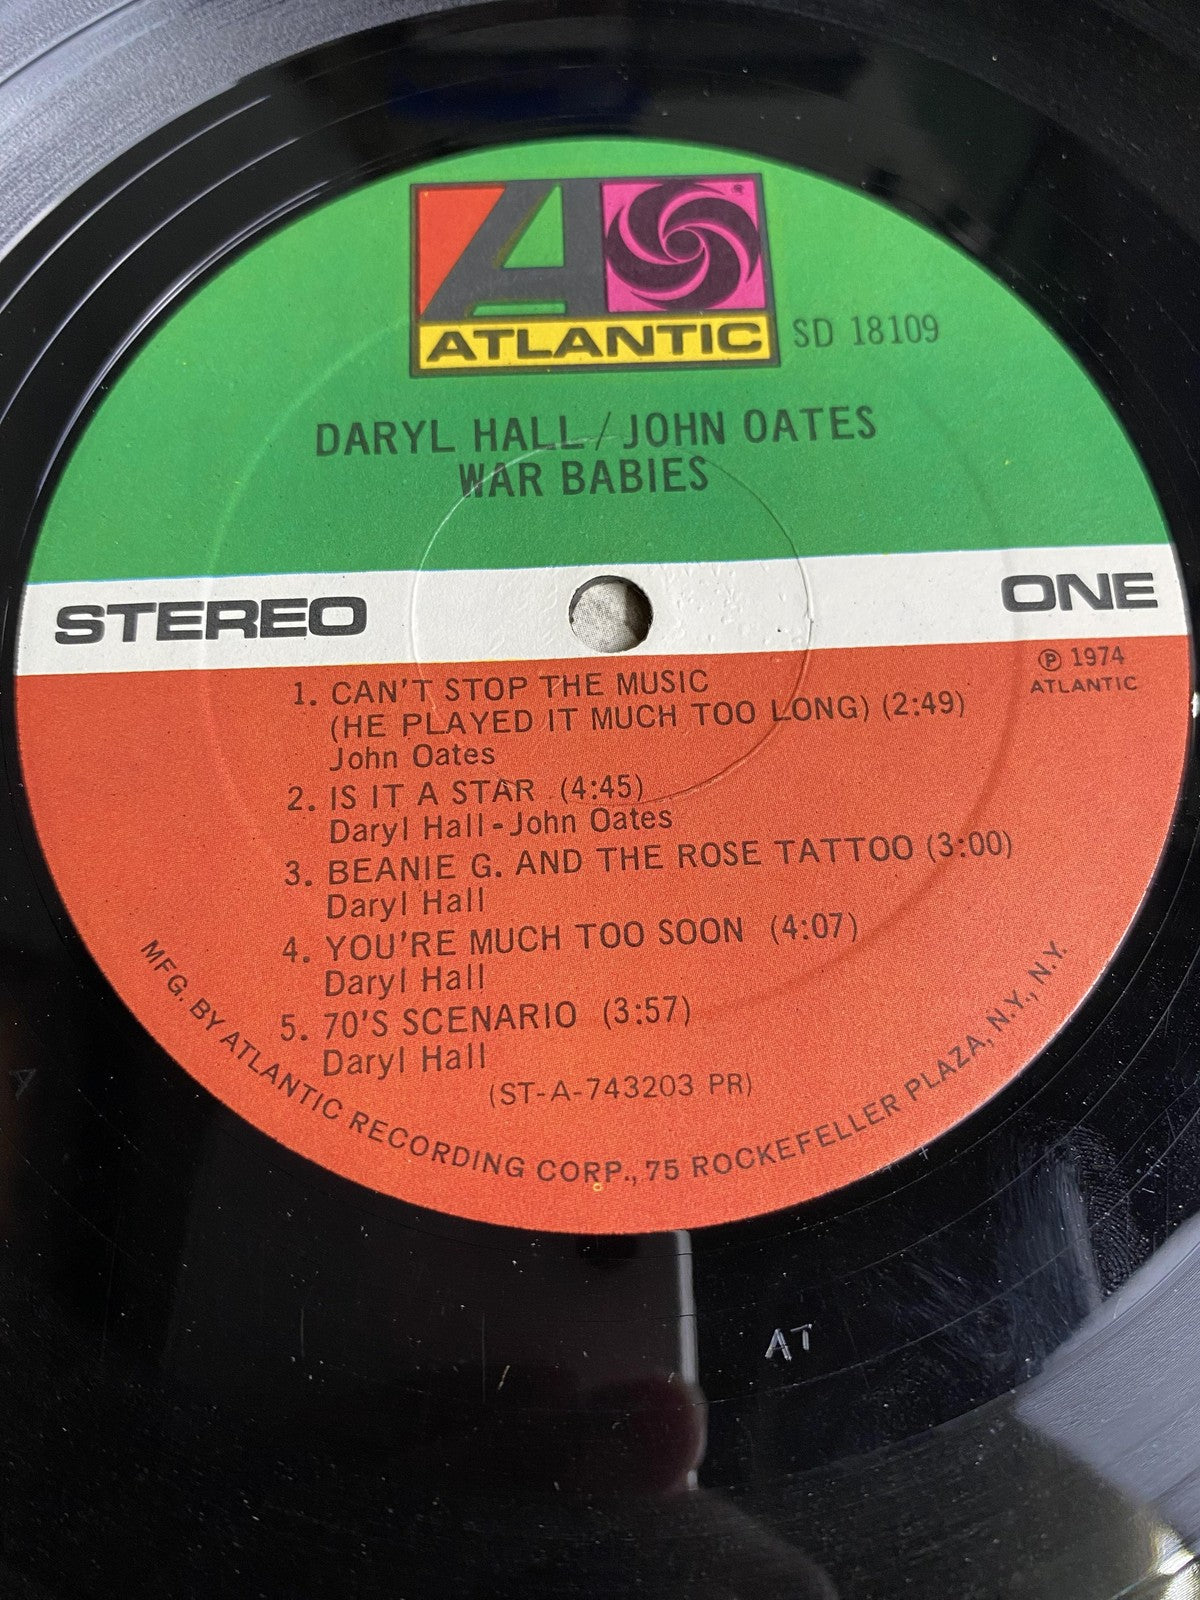 ATLANTIC
SD 18109
DARYL HALL / JOHN OATES
WAR BABIES
STEREO
ONE
℗ 1974
ATLANTIC
1. CAN'T STOP THE MUSIC
(HE PLAYED IT MUCH TOO LONG) (2:49)
John Oates
2. IS IT A STAR (4:45)
Daryl Hall-John Oates
3. BEANIE G. AND THE ROSE TATTOO (3:00)
Daryl Hall
4. YOU'RE MUCH TOO SOON (4:07)
Daryl Hall
5. 70'S SCENARIO (3:57)
Daryl Hall
(ST-A-743203 PR)
MFG. BY ATLANTIC RECORDING CORP., 75 ROCKEFELLER PLAZA, N.Y., N.Y.
AT